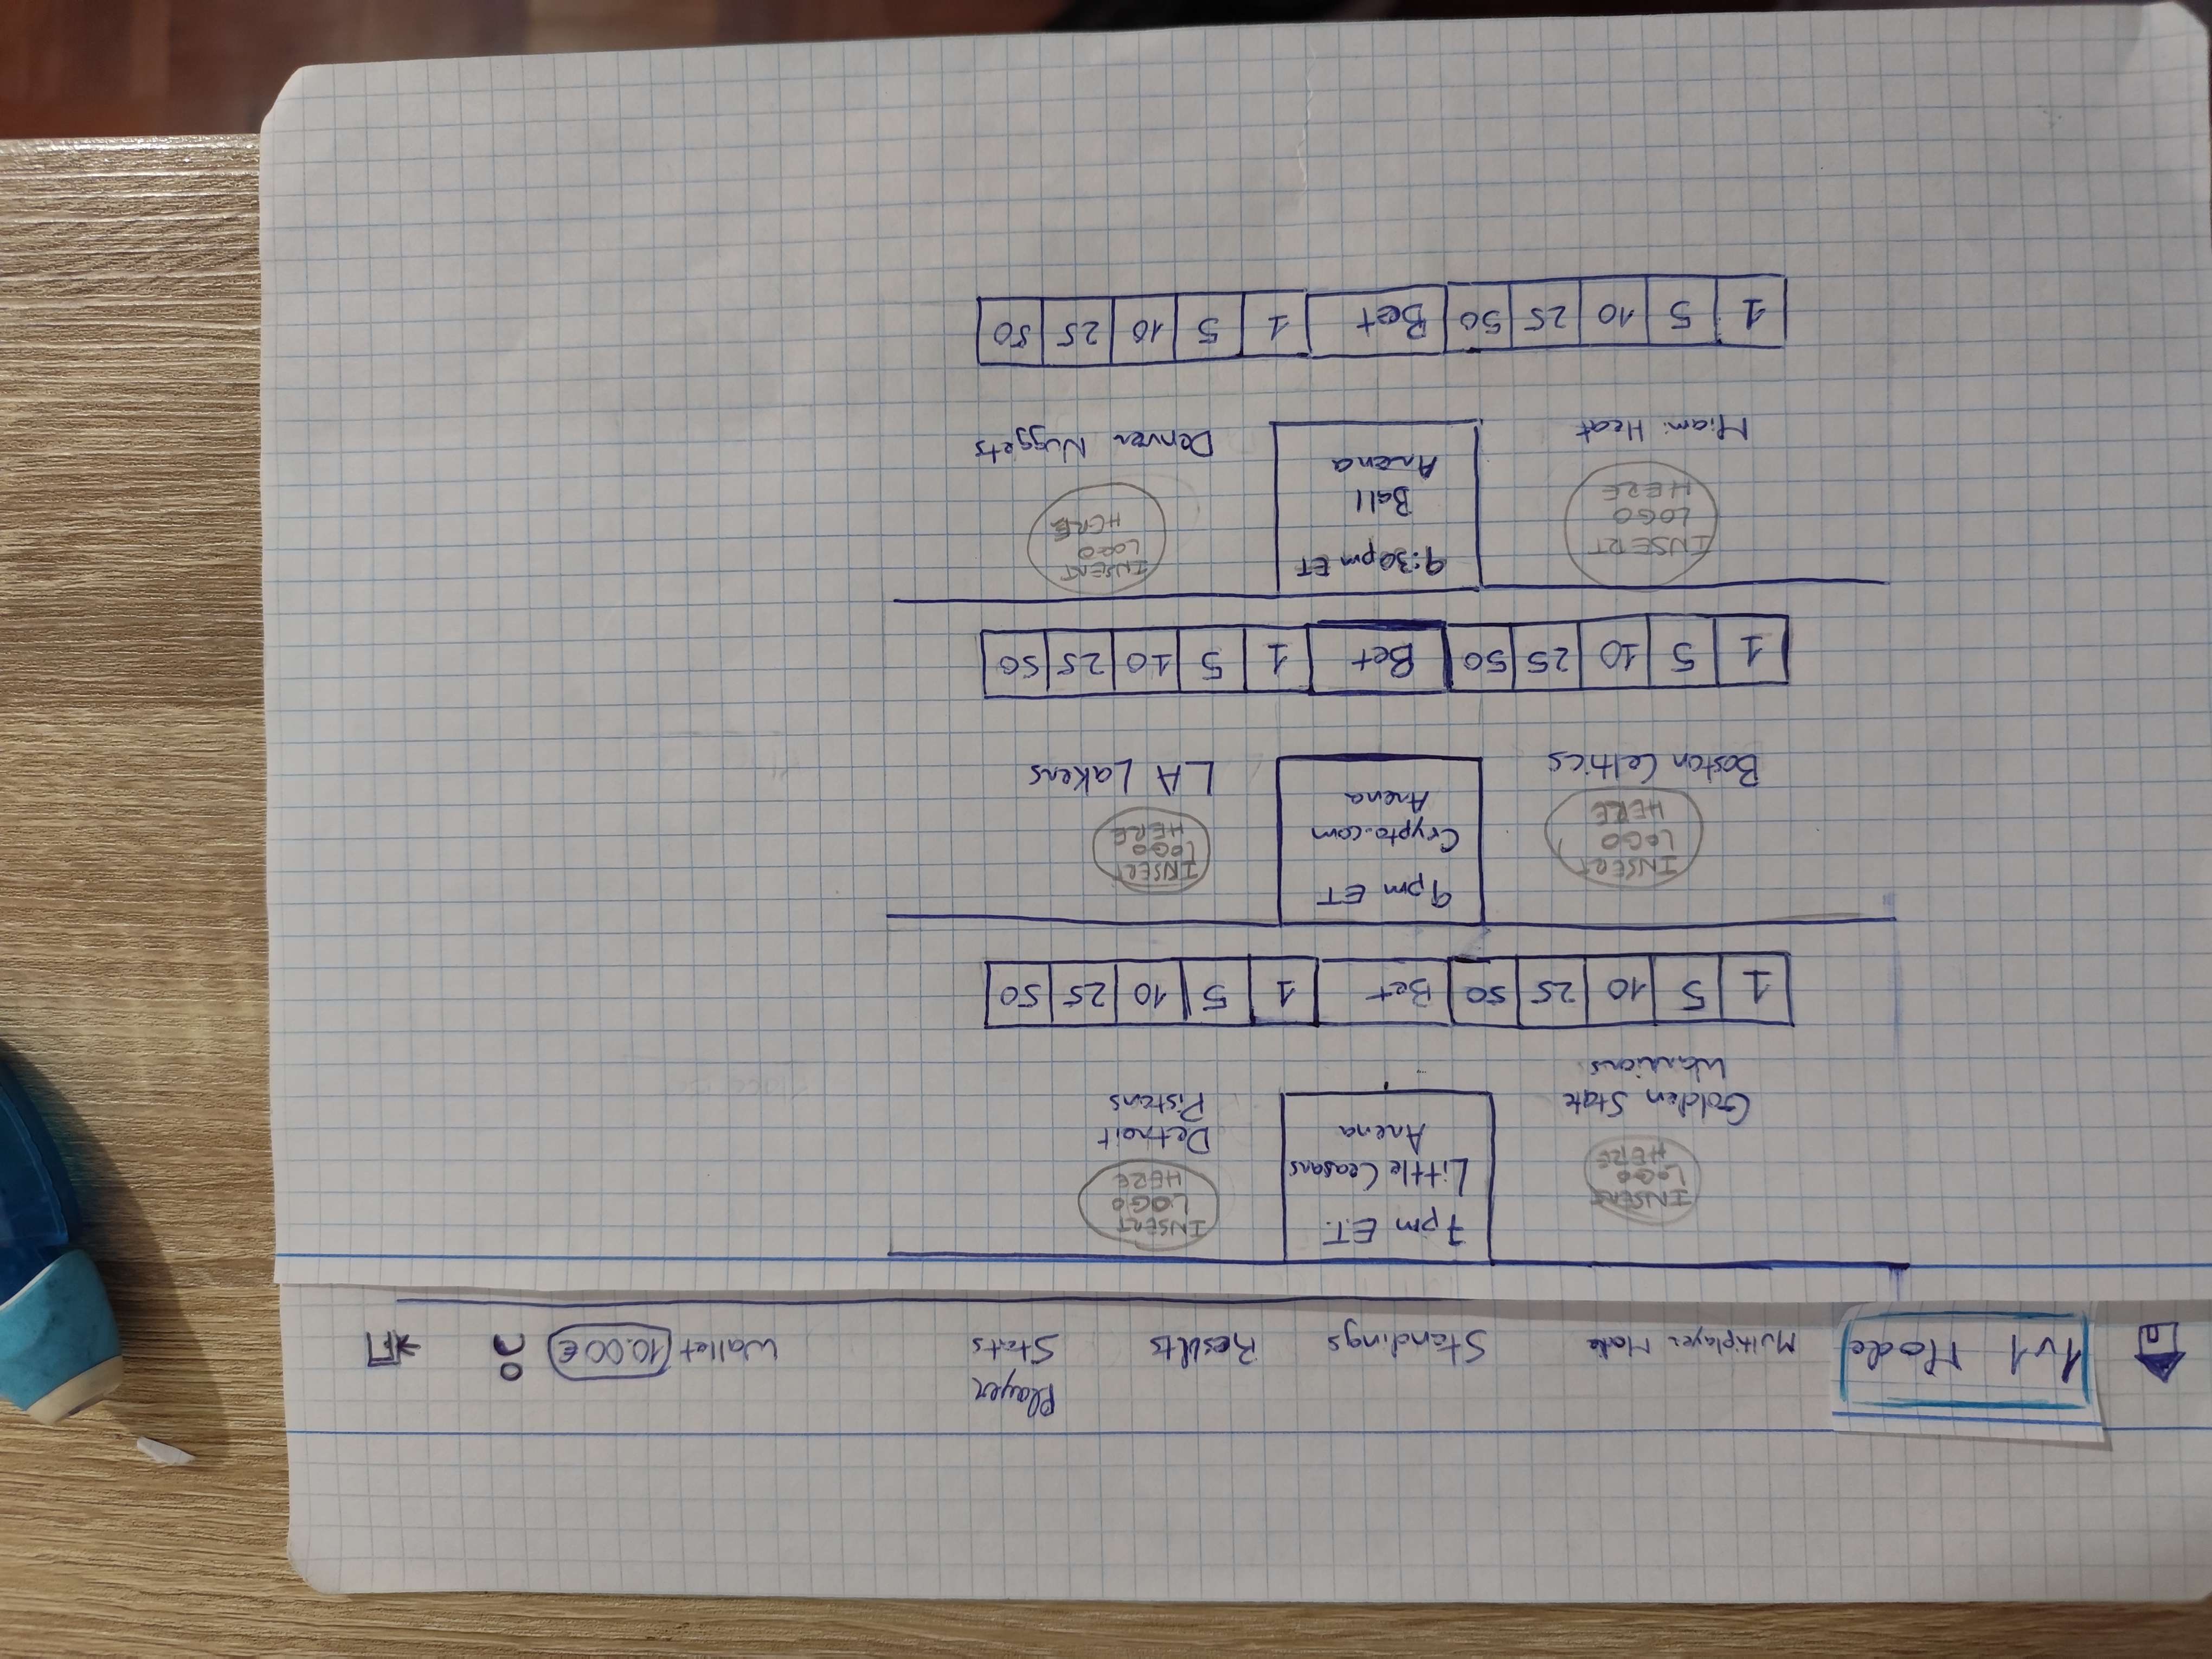 Player
1v1 Mode Multiplayer Mode Standings Results Stats Wallet 10.00€
7pm E.T.
Little Ceasars
Arena
INSERT
LOGO
HERE
Golden State
Warriors
INSERT
LOGO
HERE
Detroit
Pistons
1 5 10 25 50 Bet 1 5 10 25 50
9pm ET
Crypto.com
Arena
INSERT
LOGO
HERE
Boston Celtics
INSERT
LOGO
HERE
LA Lakers
1 5 10 25 50 Bet 1 5 10 25 50
9:30pm ET
Ball
Arena
INSERT
LOGO
HERE
Miami Heat
INSERT
LOGO
HERE
Denver Nuggets
1 5 10 25 50 Bet 1 5 10 25 50